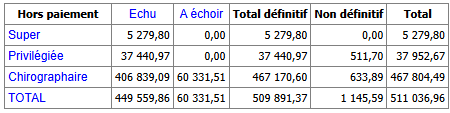 Hors paiement Echu A échoir Total définitif Non définitif Total
Super 5 279,80 0,00 5 279,80 0,00 5 279,80
Privilégiée 37 440,97 0,00 37 440,97 511,70 37 952,67
Chirographaire 406 839,09 60 331,51 467 170,60 633,89 467 804,49
TOTAL 449 559,86 60 331,51 509 891,37 1 145,59 511 036,96